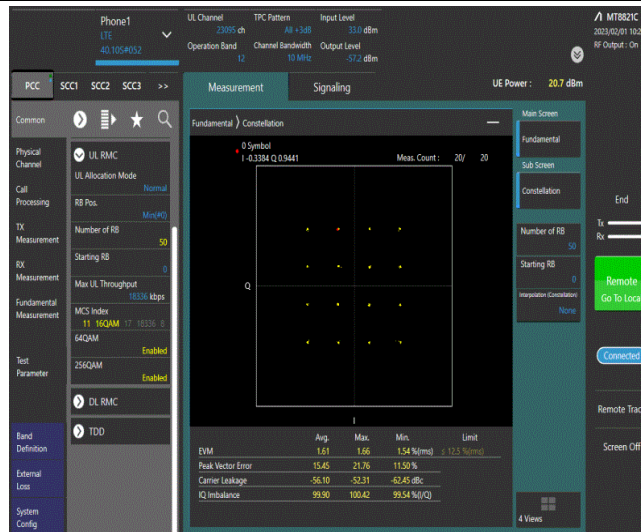 Phone1
LTE
40.105#052
UL Channel TPC Pattern Input Level
23095 ch All +3dB 33.0 dBm
Operation Band Channel Bandwidth Output Level
12 10 MHz -57.2 dBm
MT8821C
2023/02/01 10:2
RF Output : On
PCC SCC1 SCC2 SCC3 >>
Measurement Signaling
UE Power : 20.7 dBm
Common
Physical
Channel
Call
Processing
TX
Measurement
RX
Measurement
Fundamental
Measurement
Test
Parameter
Band
Definition
External
Loss
System
Config
UL RMC
UL Allocation Mode
Normal
RB Pos.
Min(#0)
Number of RB
50
Starting RB
0
Max UL Throughput
18336 kbps
MCS Index
11 16QAM 17 18336 8
64QAM
Enabled
256QAM
Enabled
DL RMC
TDD
Fundamental Constellation
0 Symbol
I -0.3384 Q 0.9441 Meas. Count : 20/ 20
Q
I
Avg. Max. Min. Limit
EVM 1.61 1.66 1.54 %(rms) ≤ 12.5 %(rms)
Peak Vector Error 15.45 21.76 11.50 %
Carrier Leakage -56.10 -52.31 -62.45 dBc
IQ Imbalance 99.90 100.42 99.54 %(I/Q)
Main Screen
Fundamental
Sub Screen
Constellation
Number of RB
50
Starting RB
0
Interpolation (Constellation)
None
4 Views
End
Tx
Rx
Remote
Go To Loca
Connected
Remote Trac
Screen Off